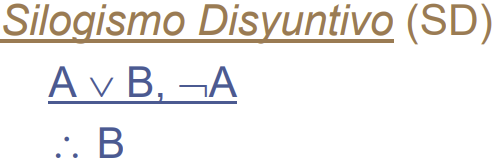 Silogismo Disyuntivo (SD)
A ∨ B, ¬A
∴ B